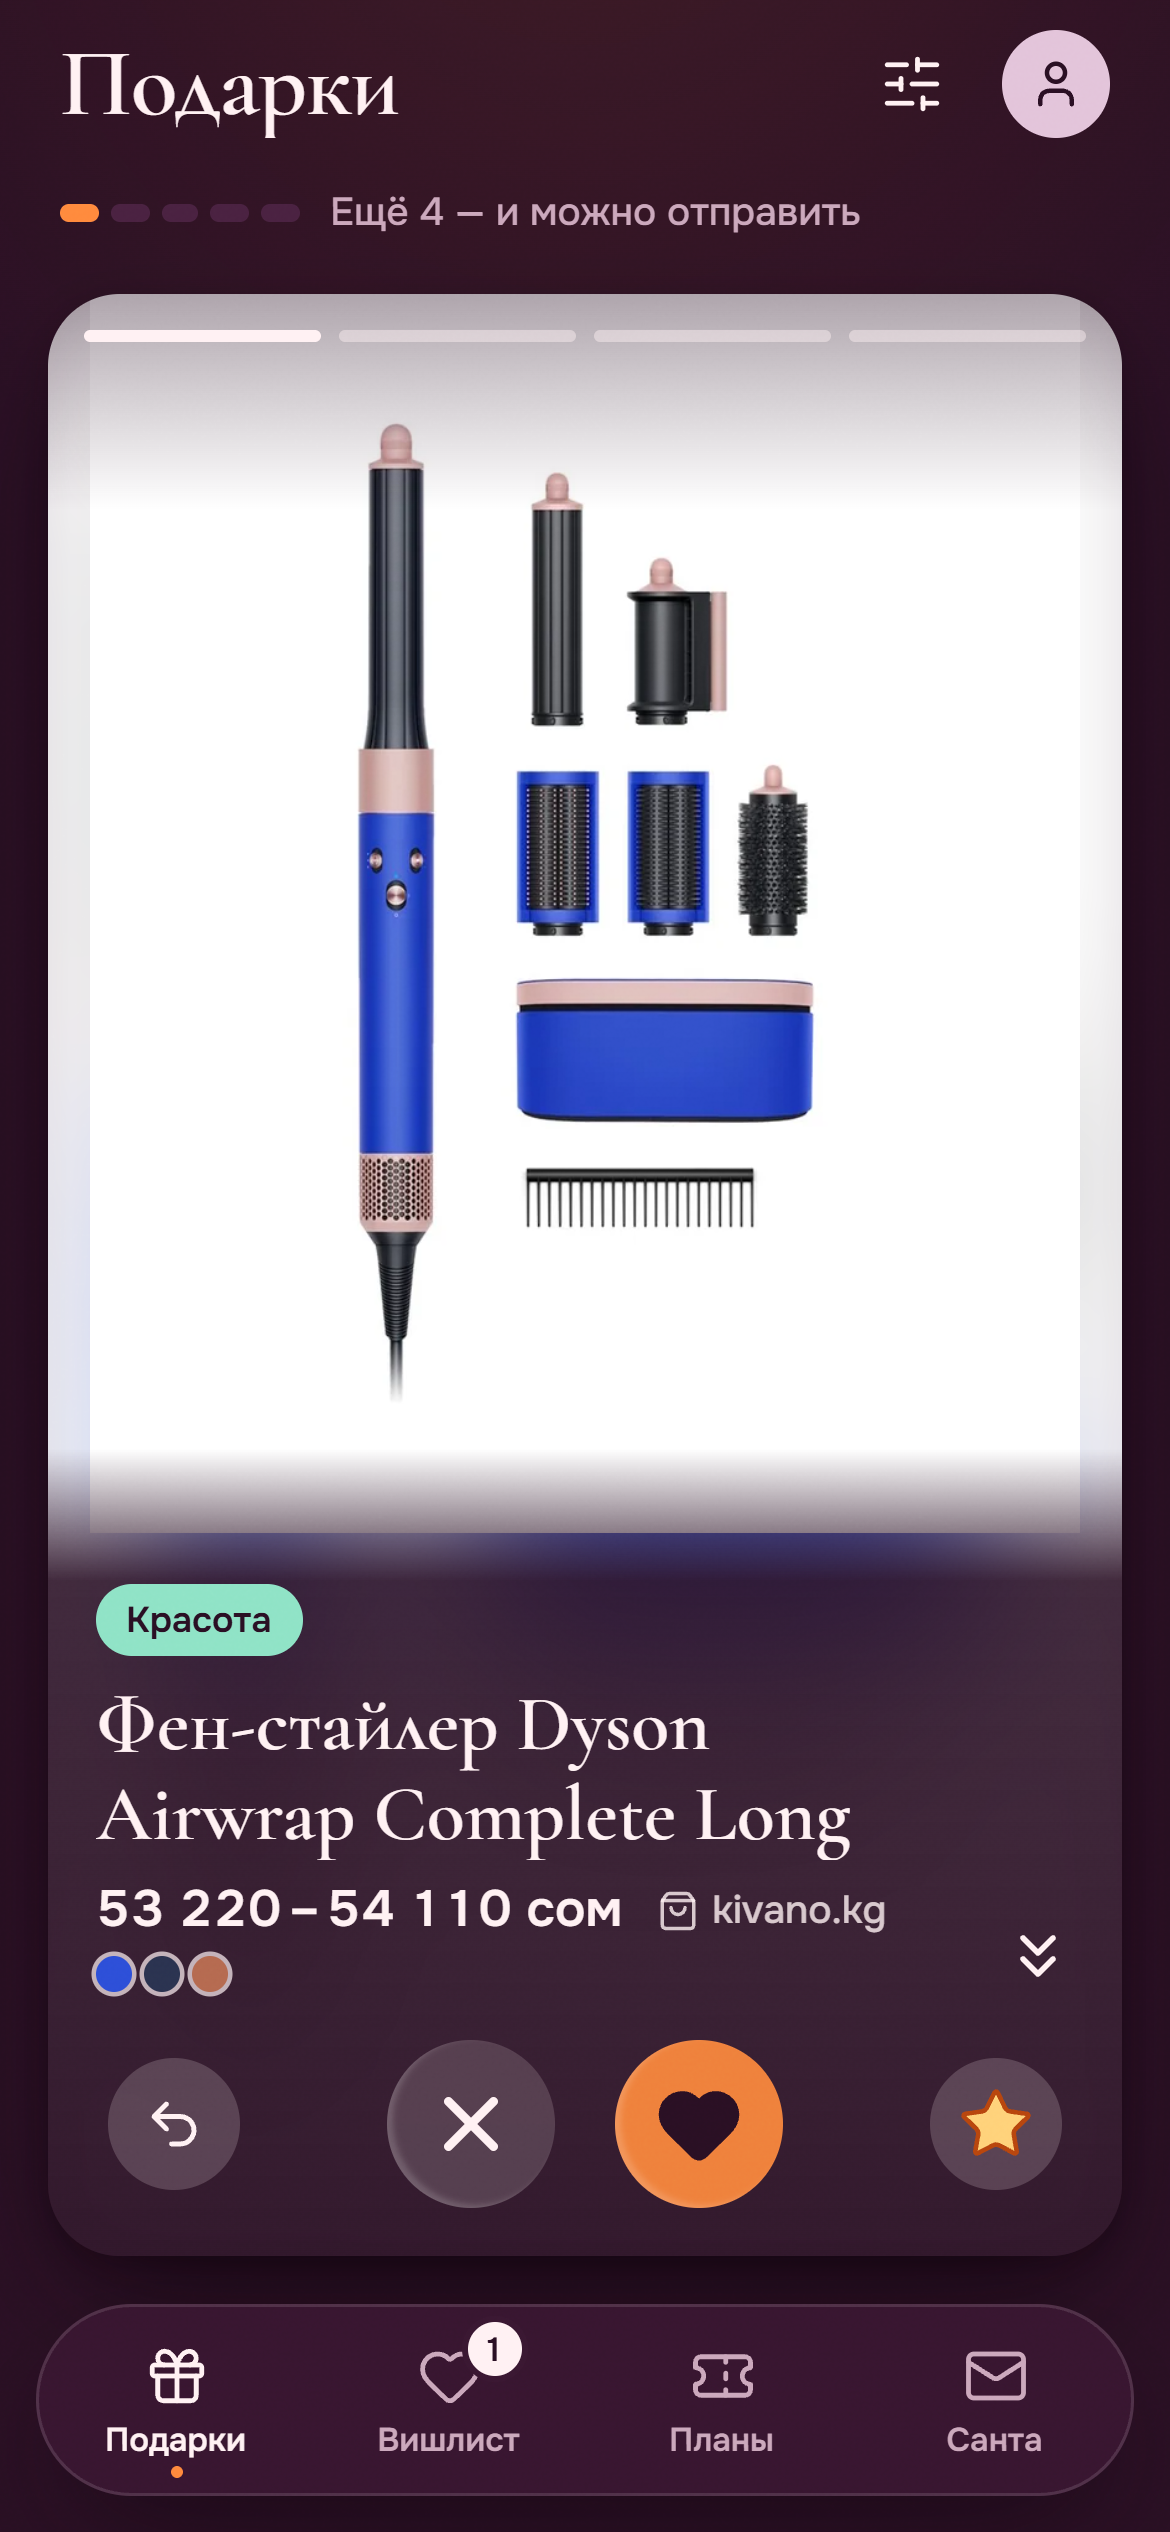 Подарки
Ещё 4 — и можно отправить
Красота
Фен-стайлер Dyson
Airwrap Complete Long
53 220–54 110 сом kivano.kg
1
Подарки Вишлист Планы Санта